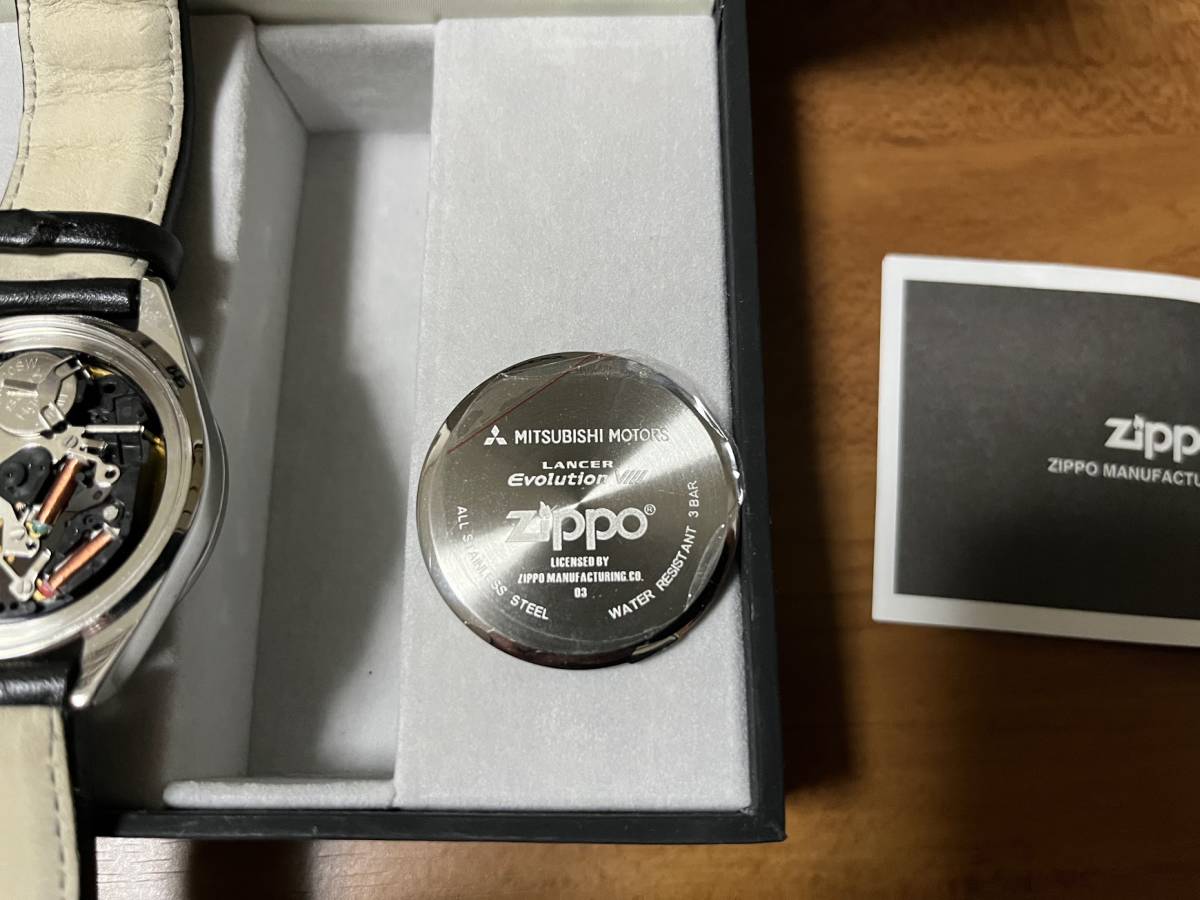 MITSUBISHI MOTORS
LANCER
Evolution VIII
Zippo®
LICENSED BY
ZIPPO MANUFACTURING.CO.
03
ALL STAINLESS STEEL
WATER RESISTANT 3 BAR
Zipp
ZIPPO MANUFACTU